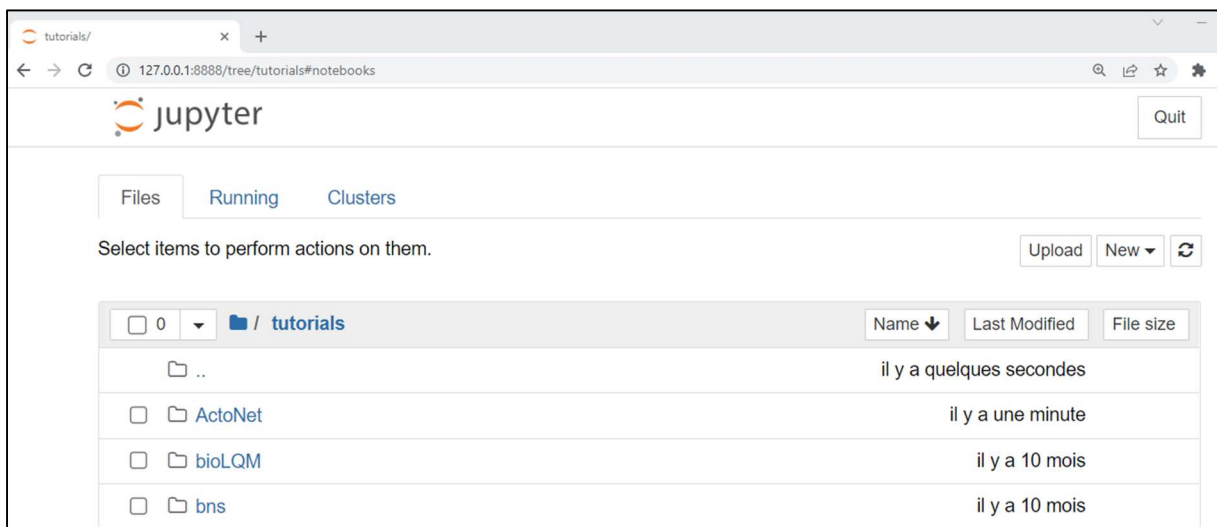 tutorials/
127.0.0.1:8888/tree/tutorials#notebooks
jupyter
Quit
Files Running Clusters
Select items to perform actions on them.
Upload New
0 / tutorials Name Last Modified File size
.. il y a quelques secondes
ActoNet il y a une minute
bioLQM il y a 10 mois
bns il y a 10 mois